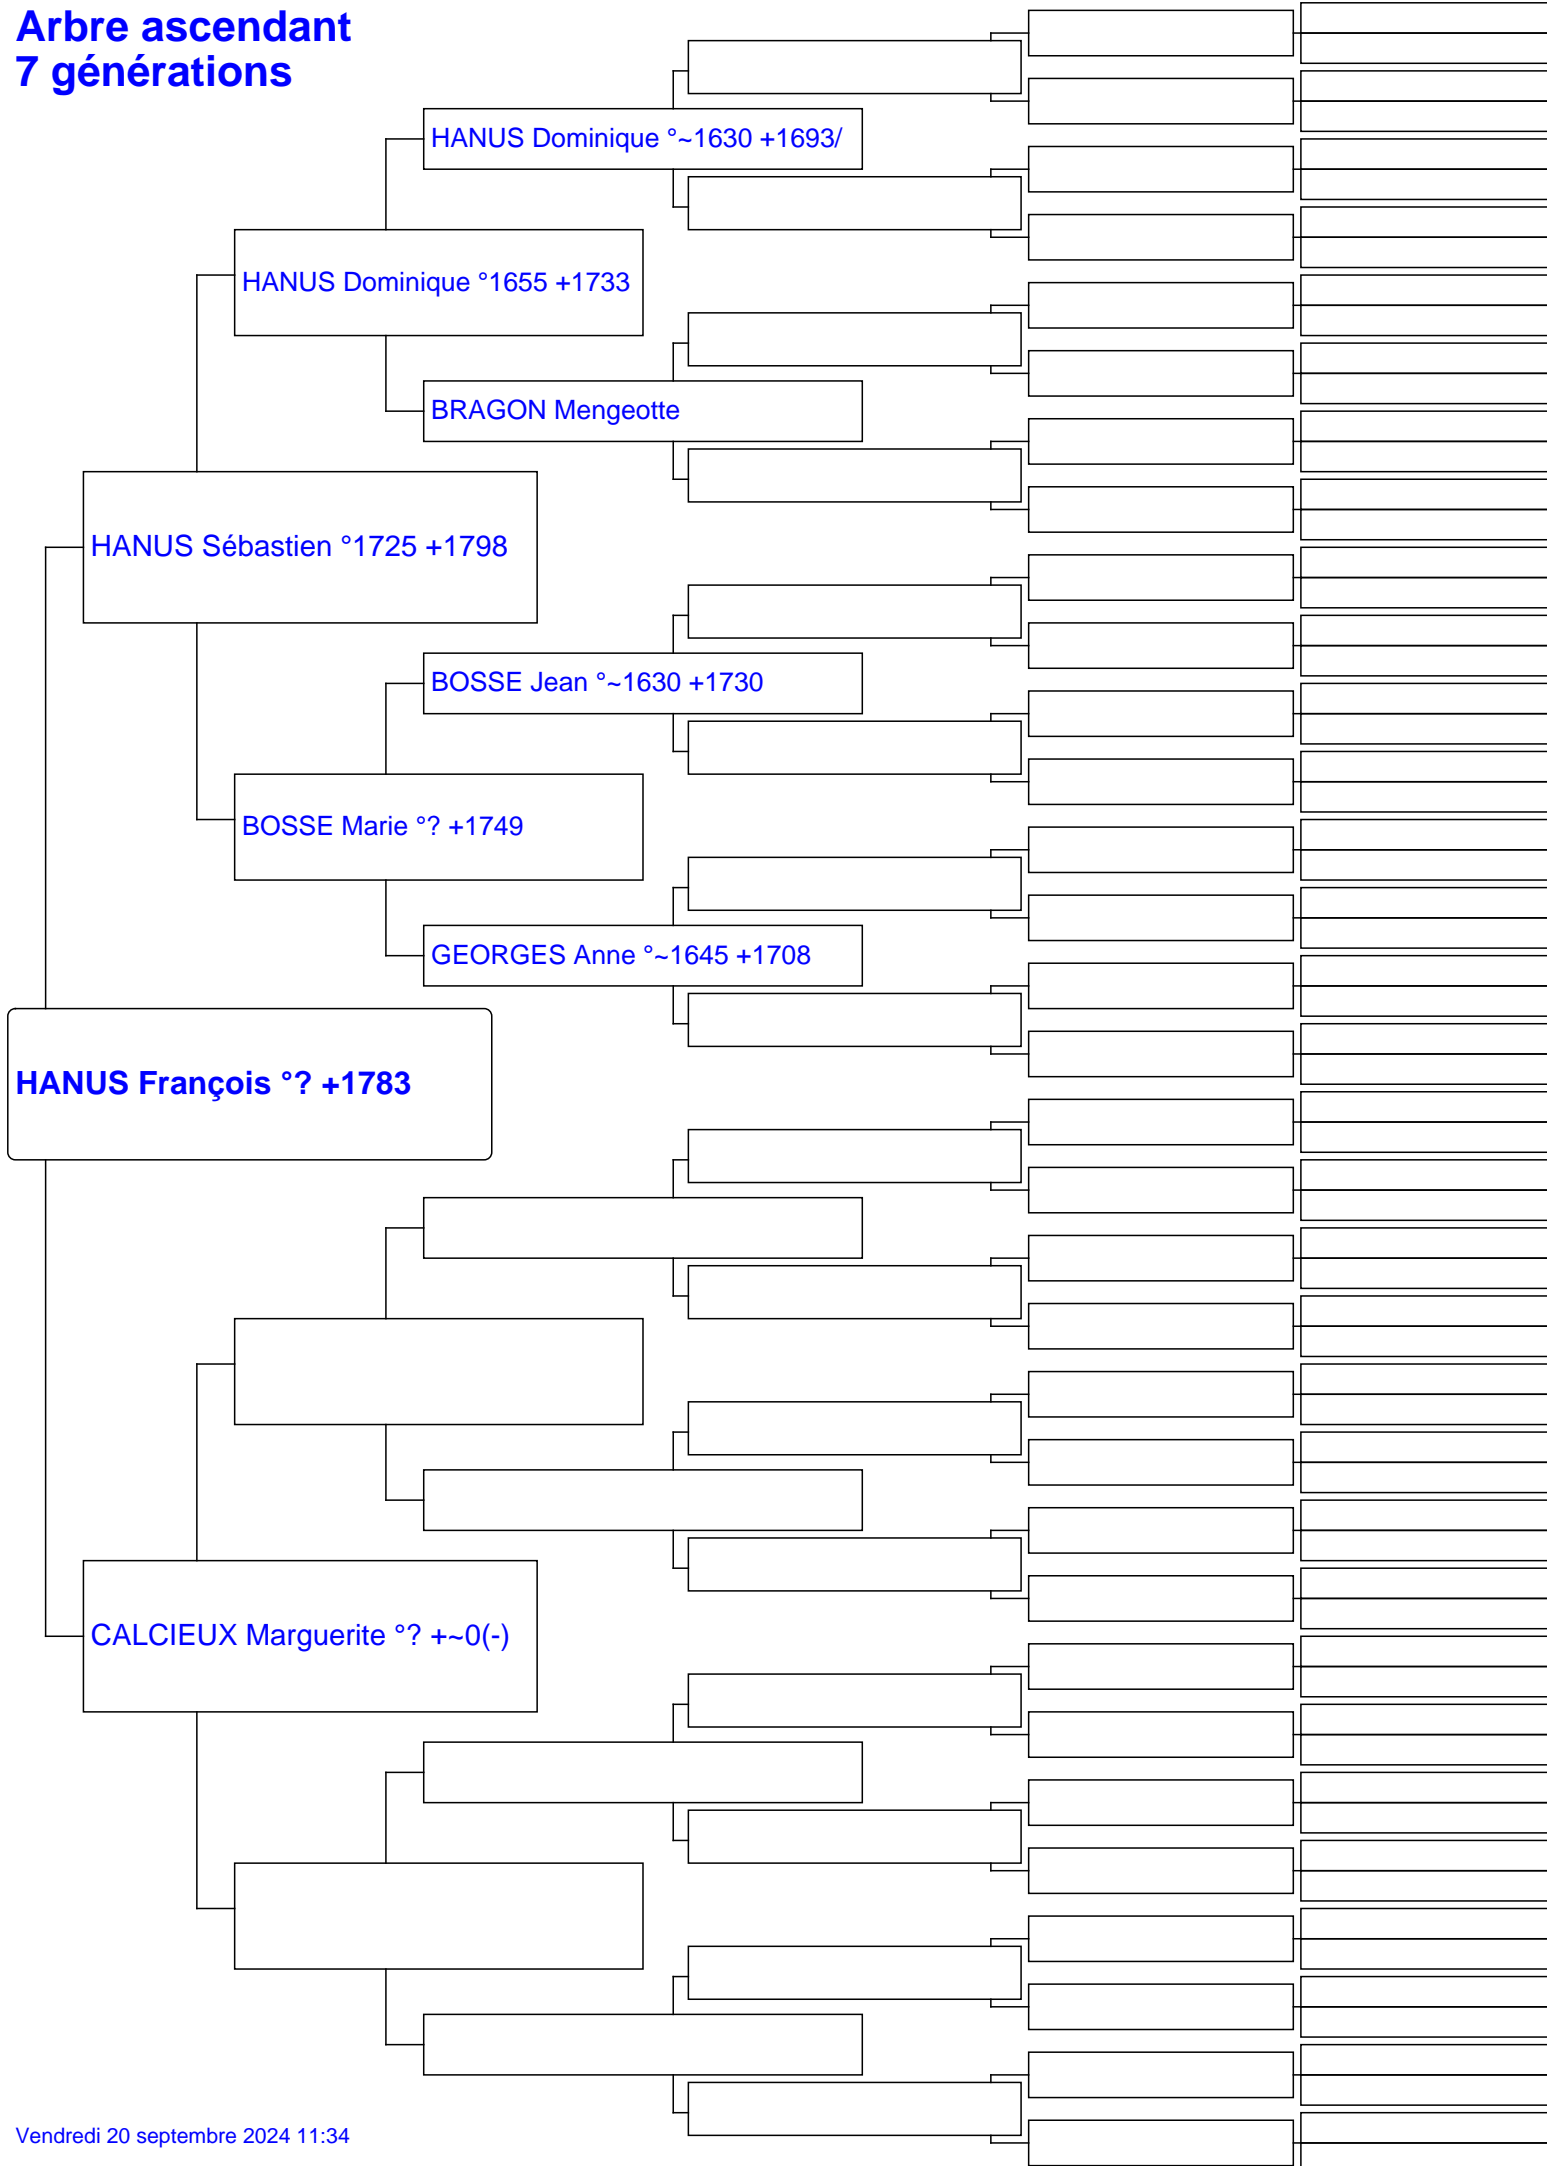 Arbre ascendant
7 générations
HANUS Dominique °~1630 +1693/
HANUS Dominique °1655 +1733
BRAGON Mengeotte
HANUS Sébastien °1725 +1798
BOSSE Jean °~1630 +1730
BOSSE Marie °? +1749
GEORGES Anne °~1645 +1708
HANUS François °? +1783
CALCIEUX Marguerite °? +~0(-)
Vendredi 20 septembre 2024 11:34